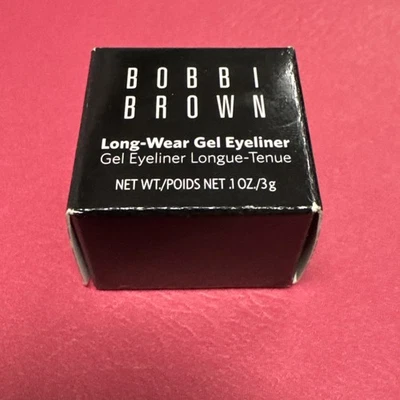 BOBBI
BROWN
Long-Wear Gel Eyeliner
Gel Eyeliner Longue-Tenue
NET WT./POIDS NET .1 OZ./3g